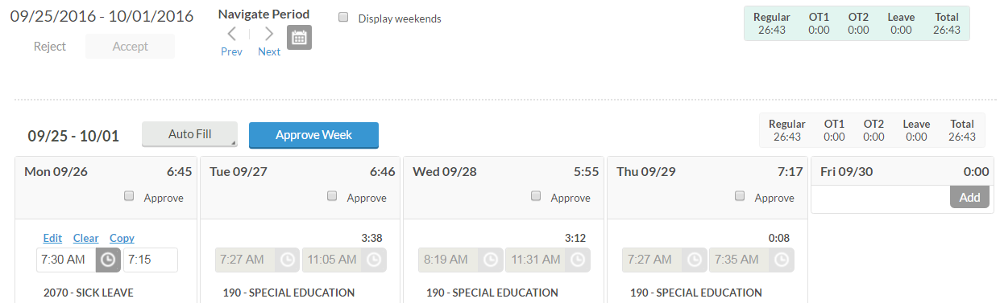 09/25/2016 - 10/01/2016 Navigate Period Display weekends Regular OT1 OT2 Leave Total
26:43 0:00 0:00 0:00 26:43
Reject Accept Prev Next
09/25 - 10/01 Auto Fill Approve Week Regular OT1 OT2 Leave Total
26:43 0:00 0:00 0:00 26:43
Mon 09/26 6:45 Tue 09/27 6:46 Wed 09/28 5:55 Thu 09/29 7:17 Fri 09/30 0:00
Approve Approve Approve Approve Add
Edit Clear Copy 3:38 3:12 0:08
7:30 AM 7:15 7:27 AM 11:05 AM 8:19 AM 11:31 AM 7:27 AM 7:35 AM
2070 - SICK LEAVE 190 - SPECIAL EDUCATION 190 - SPECIAL EDUCATION 190 - SPECIAL EDUCATION